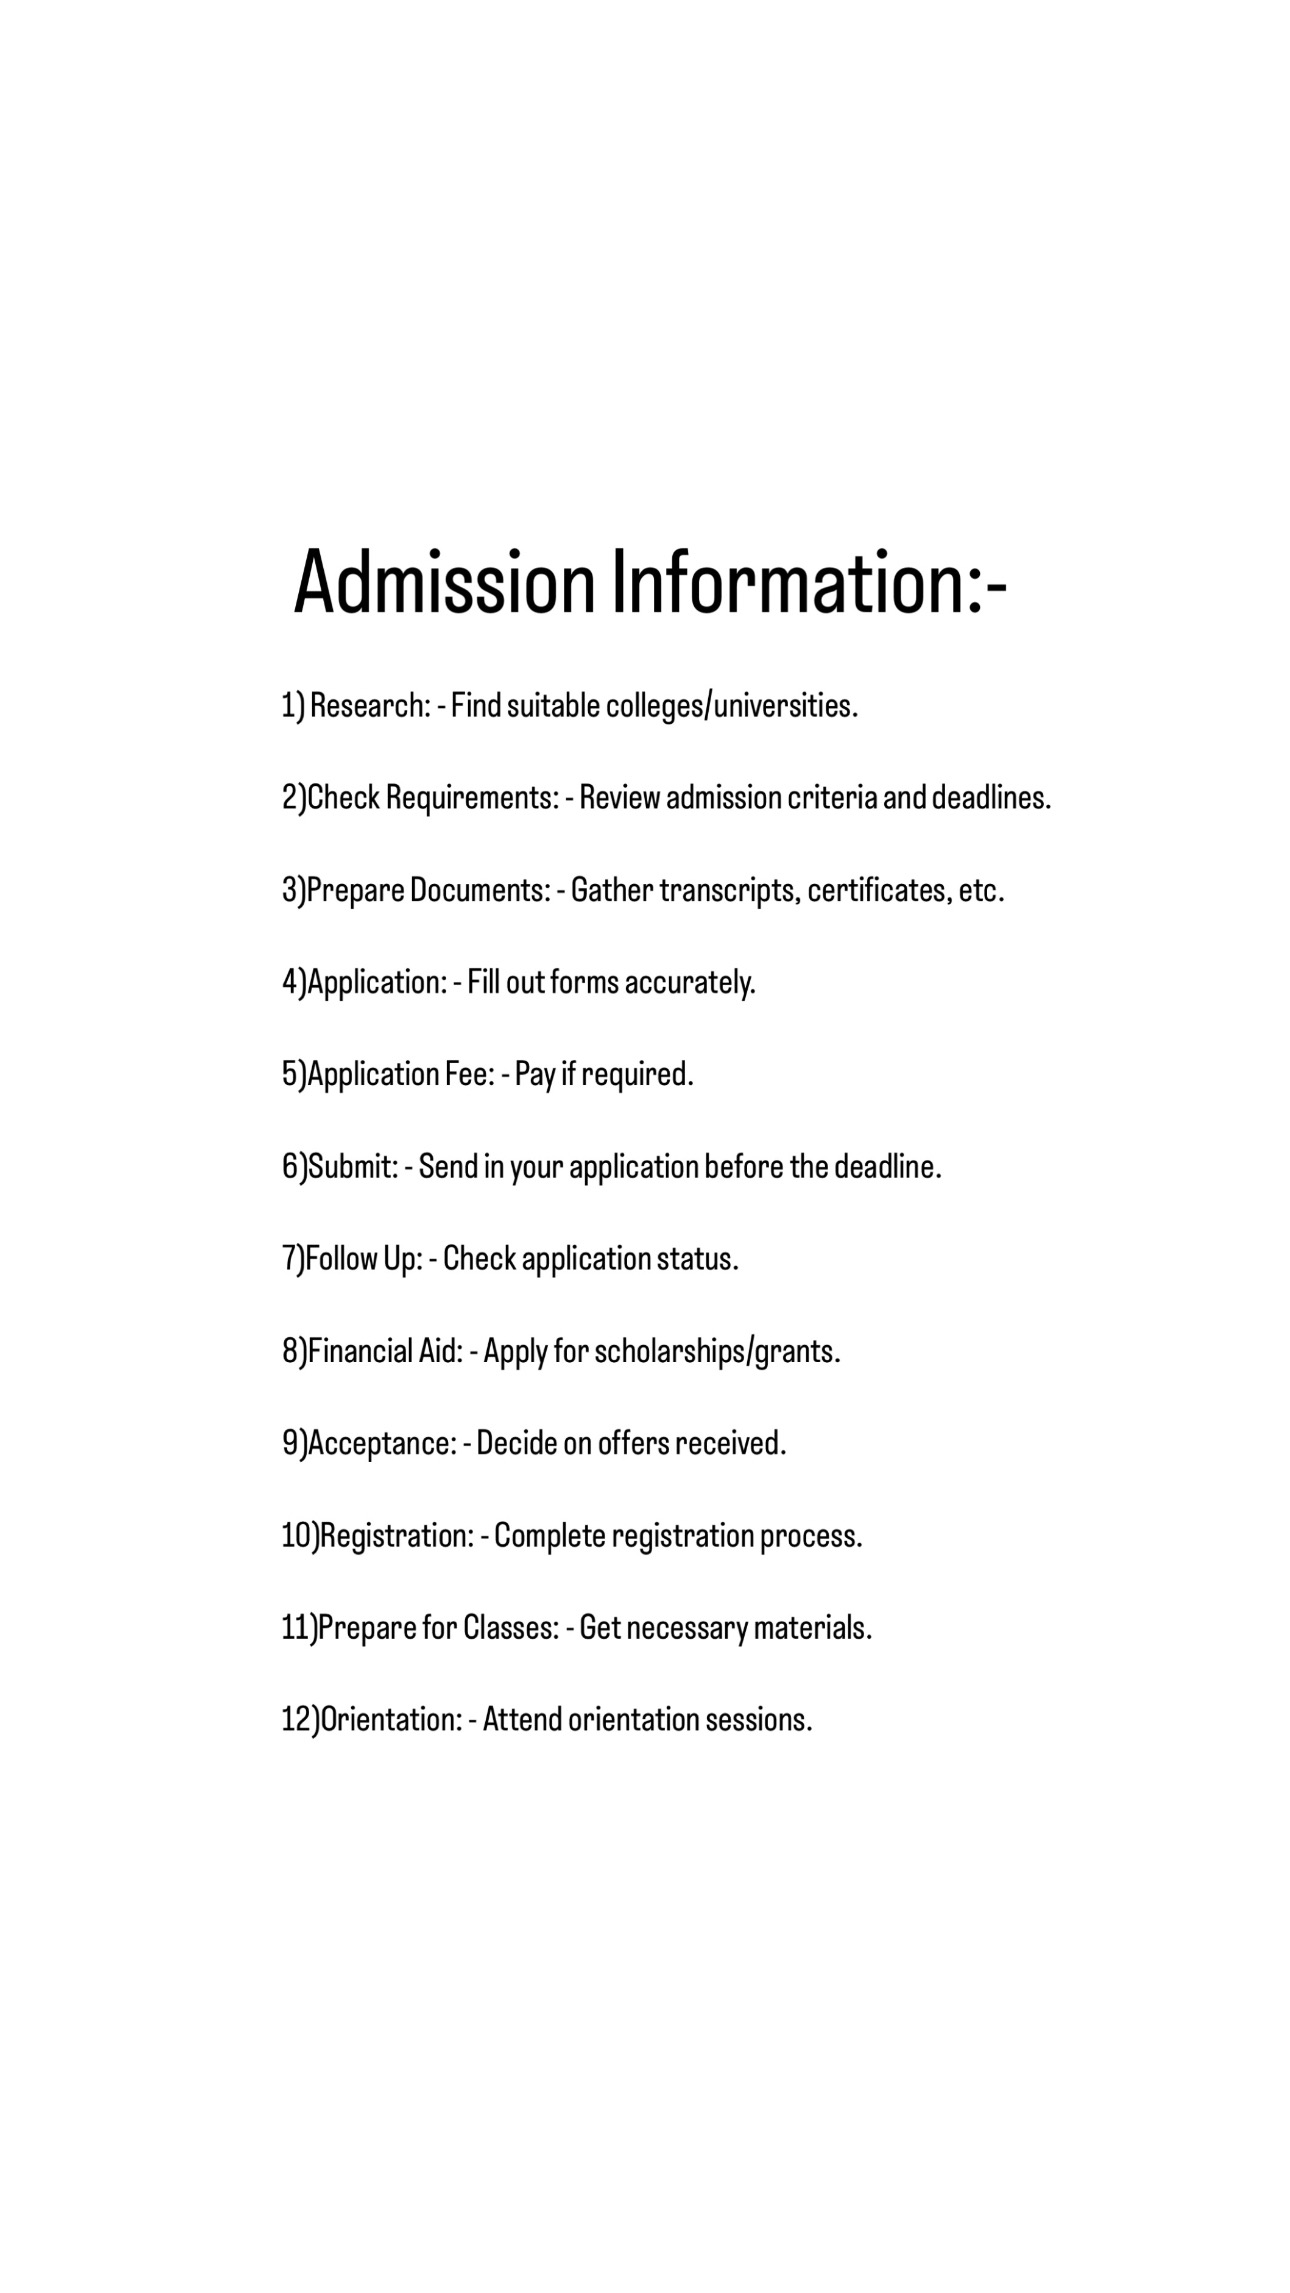 Admission Information:-
1) Research: - Find suitable colleges/universities.
2)Check Requirements: - Review admission criteria and deadlines.
3)Prepare Documents: - Gather transcripts, certificates, etc.
4)Application: - Fill out forms accurately.
5)Application Fee: - Pay if required.
6)Submit: - Send in your application before the deadline.
7)Follow Up: - Check application status.
8)Financial Aid: - Apply for scholarships/grants.
9)Acceptance: - Decide on offers received.
10)Registration: - Complete registration process.
11)Prepare for Classes: - Get necessary materials.
12)Orientation: - Attend orientation sessions.